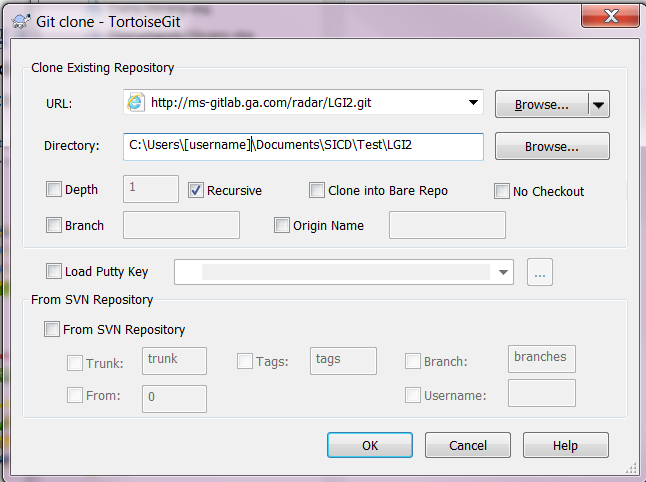 Git clone - TortoiseGit
Clone Existing Repository
URL: http://ms-gitlab.ga.com/radar/LGI2.git Browse...
Directory: C:\Users\[username]\Documents\SICD\Test\LGI2 Browse...
Depth 1 Recursive Clone into Bare Repo No Checkout
Branch Origin Name
Load Putty Key ...
From SVN Repository
From SVN Repository
Trunk: trunk Tags: tags Branch: branches
From: 0 Username:
OK Cancel Help